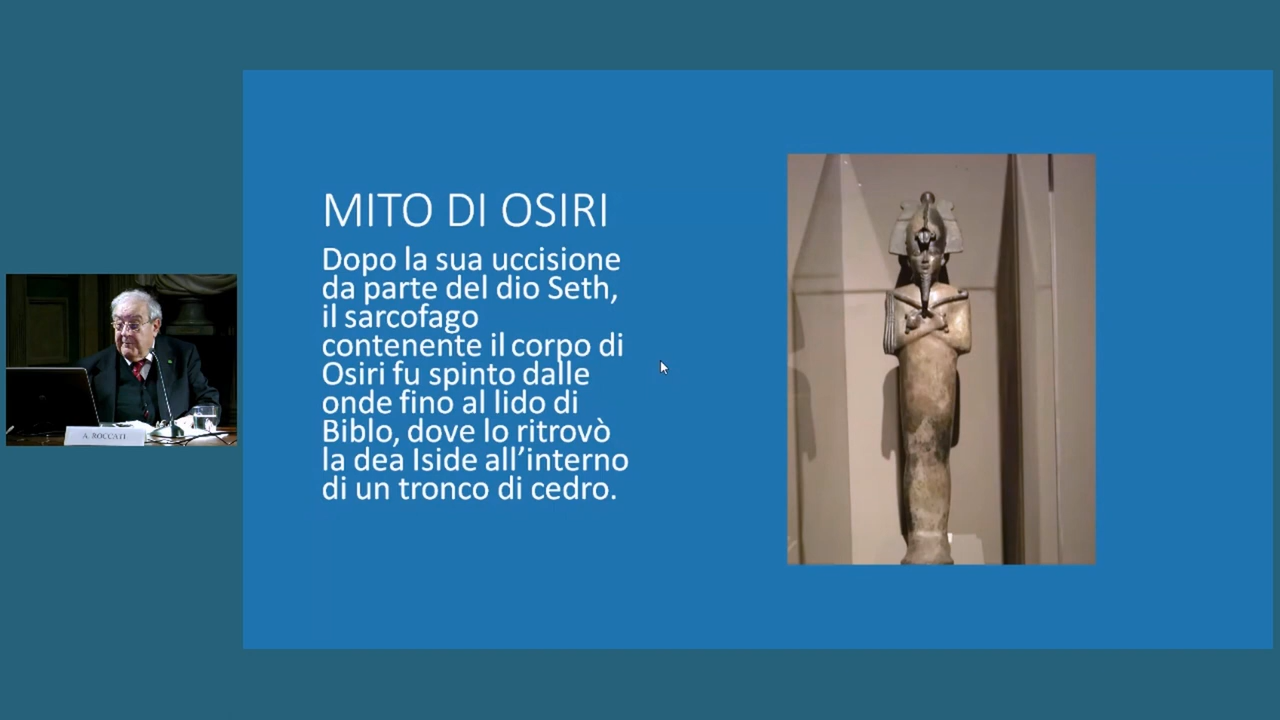 MITO DI OSIRI
Dopo la sua uccisione
da parte del dio Seth,
il sarcofago
contenente il corpo di
Osiri fu spinto dalle
onde fino al lido di
Biblo, dove lo ritrovò
la dea Iside all’interno
di un tronco di cedro.
A. ROCCATI